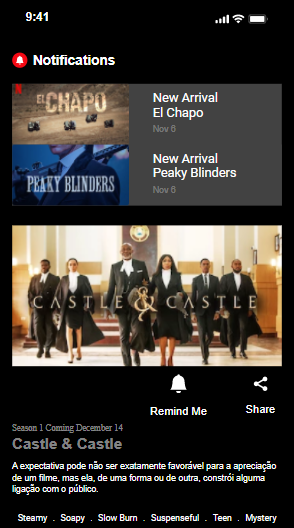 9:41
Notifications
EL
CHAPO
New Arrival
El Chapo
Nov 6
PEAKY BLINDERS
New Arrival
Peaky Blinders
Nov 6
CASTLE & CASTLE
Remind Me
Share
Season 1 Coming December 14
Castle & Castle
A expectativa pode não ser exatamente favorável para a apreciação
de um filme, mas ela, de uma forma ou de outra, constrói alguma
ligação com o público.
Steamy . Soapy . Slow Burn . Suspenseful . Teen . Mystery